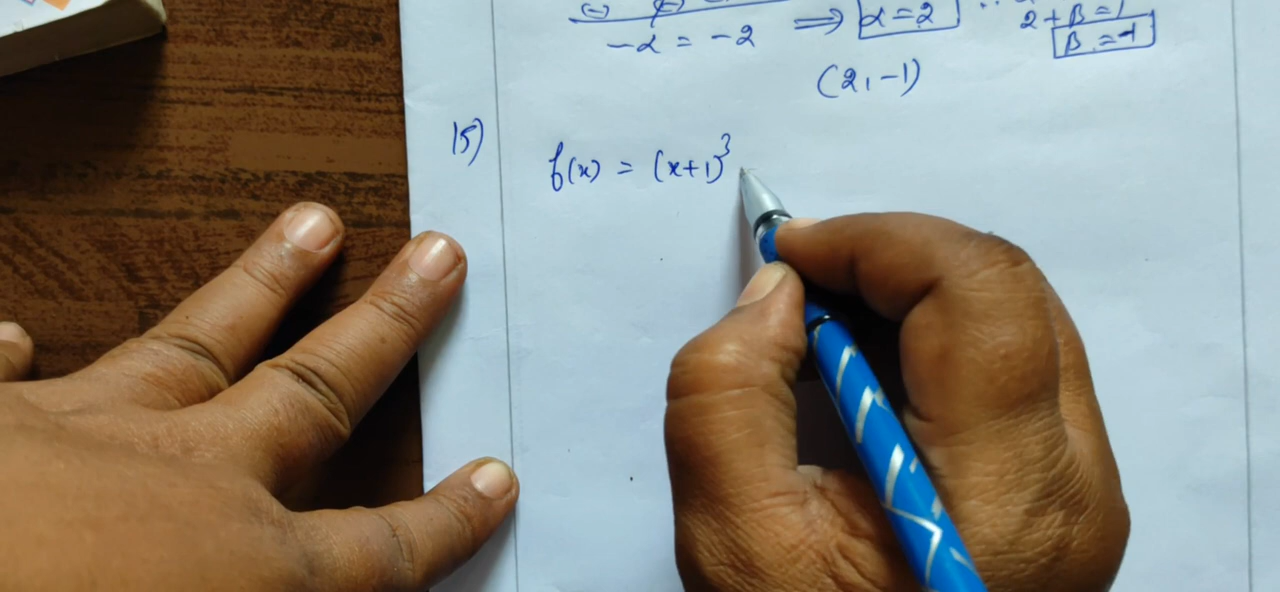 -α = -2 ⟹ α = 2 2 + β = 1
β = -1
(2, -1)
15) f(x) = (x+1)³